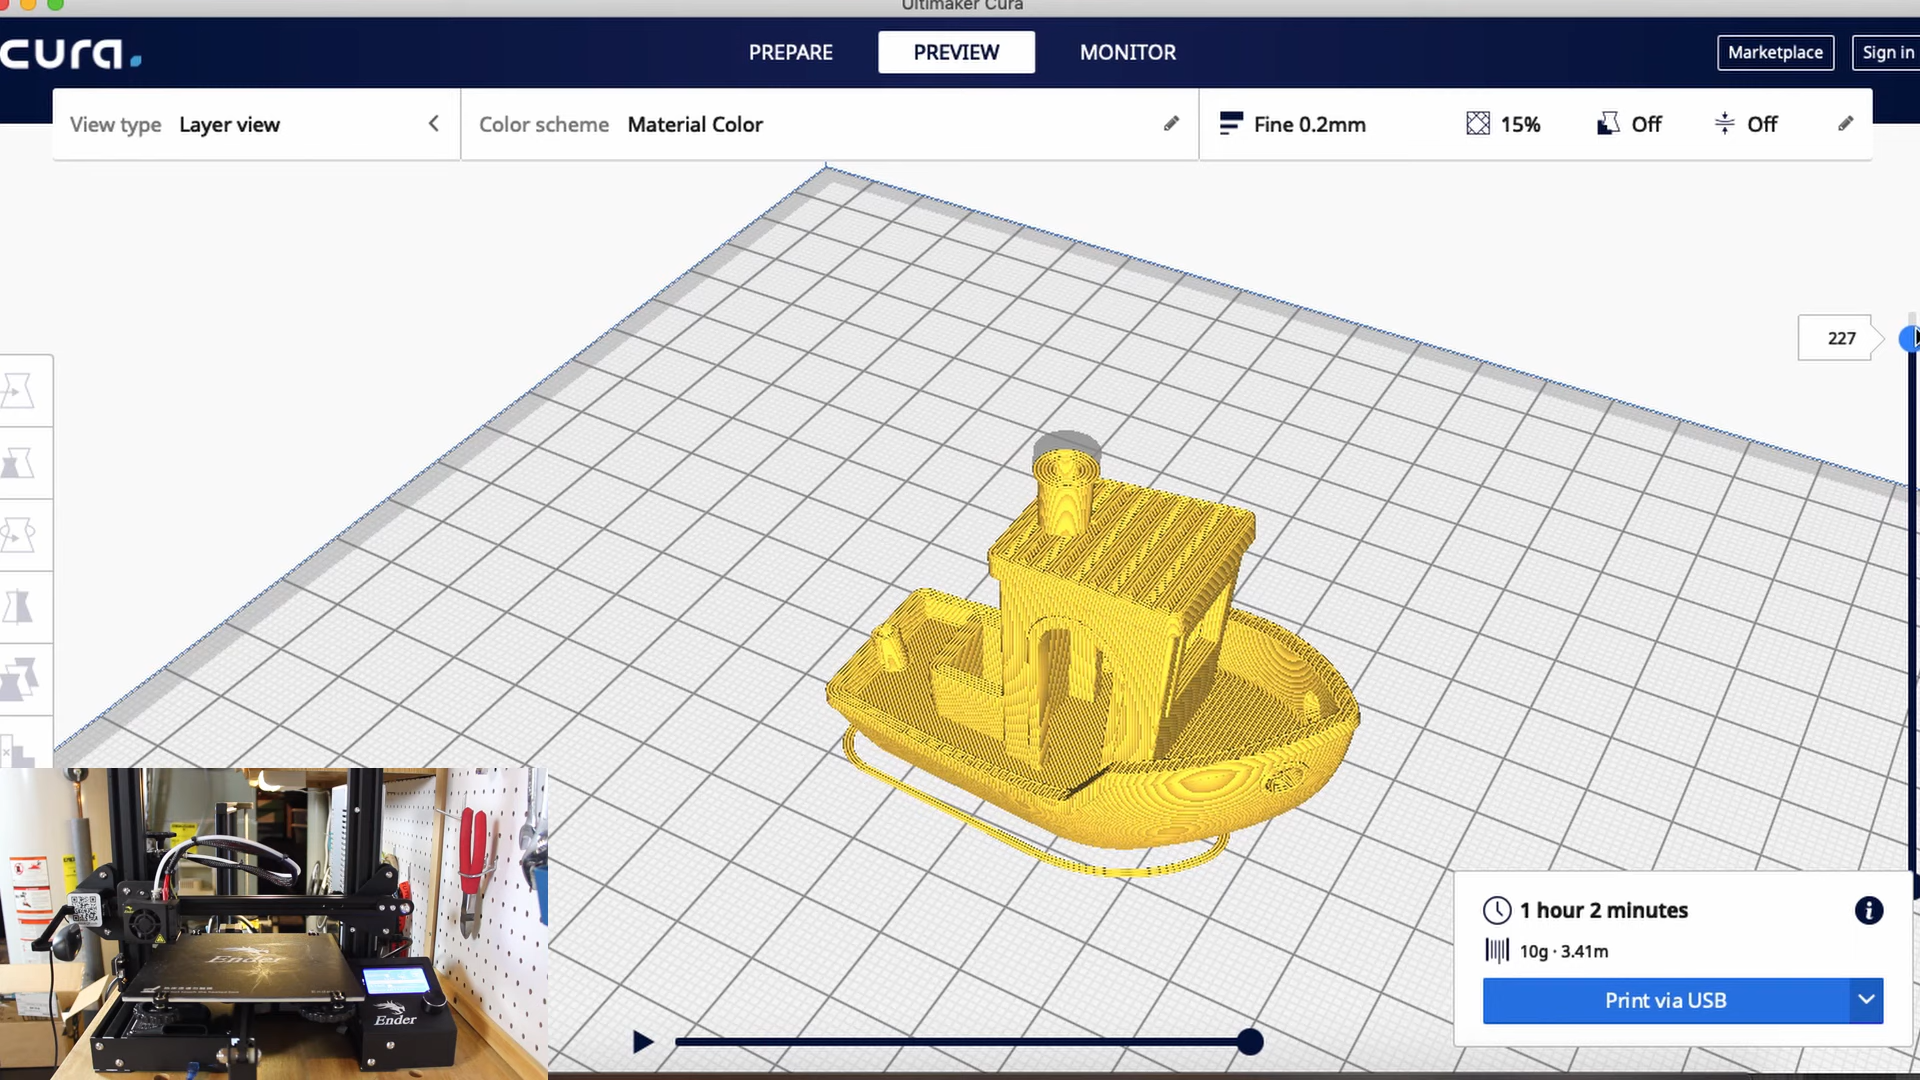 Ultimaker Cura
cura.
PREPARE
PREVIEW
MONITOR
Marketplace
Sign in
View type Layer view
Color scheme Material Color
Fine 0.2mm
15%
Off
Off
227
1 hour 2 minutes
10g · 3.41m
Print via USB
Ender
Ender